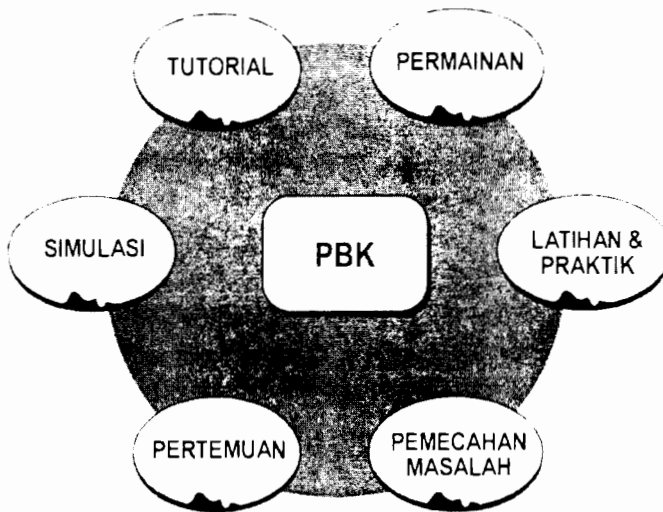 TUTORIAL
PERMAINAN
SIMULASI
PBK
LATIHAN &
PRAKTIK
PERTEMUAN
PEMECAHAN
MASALAH